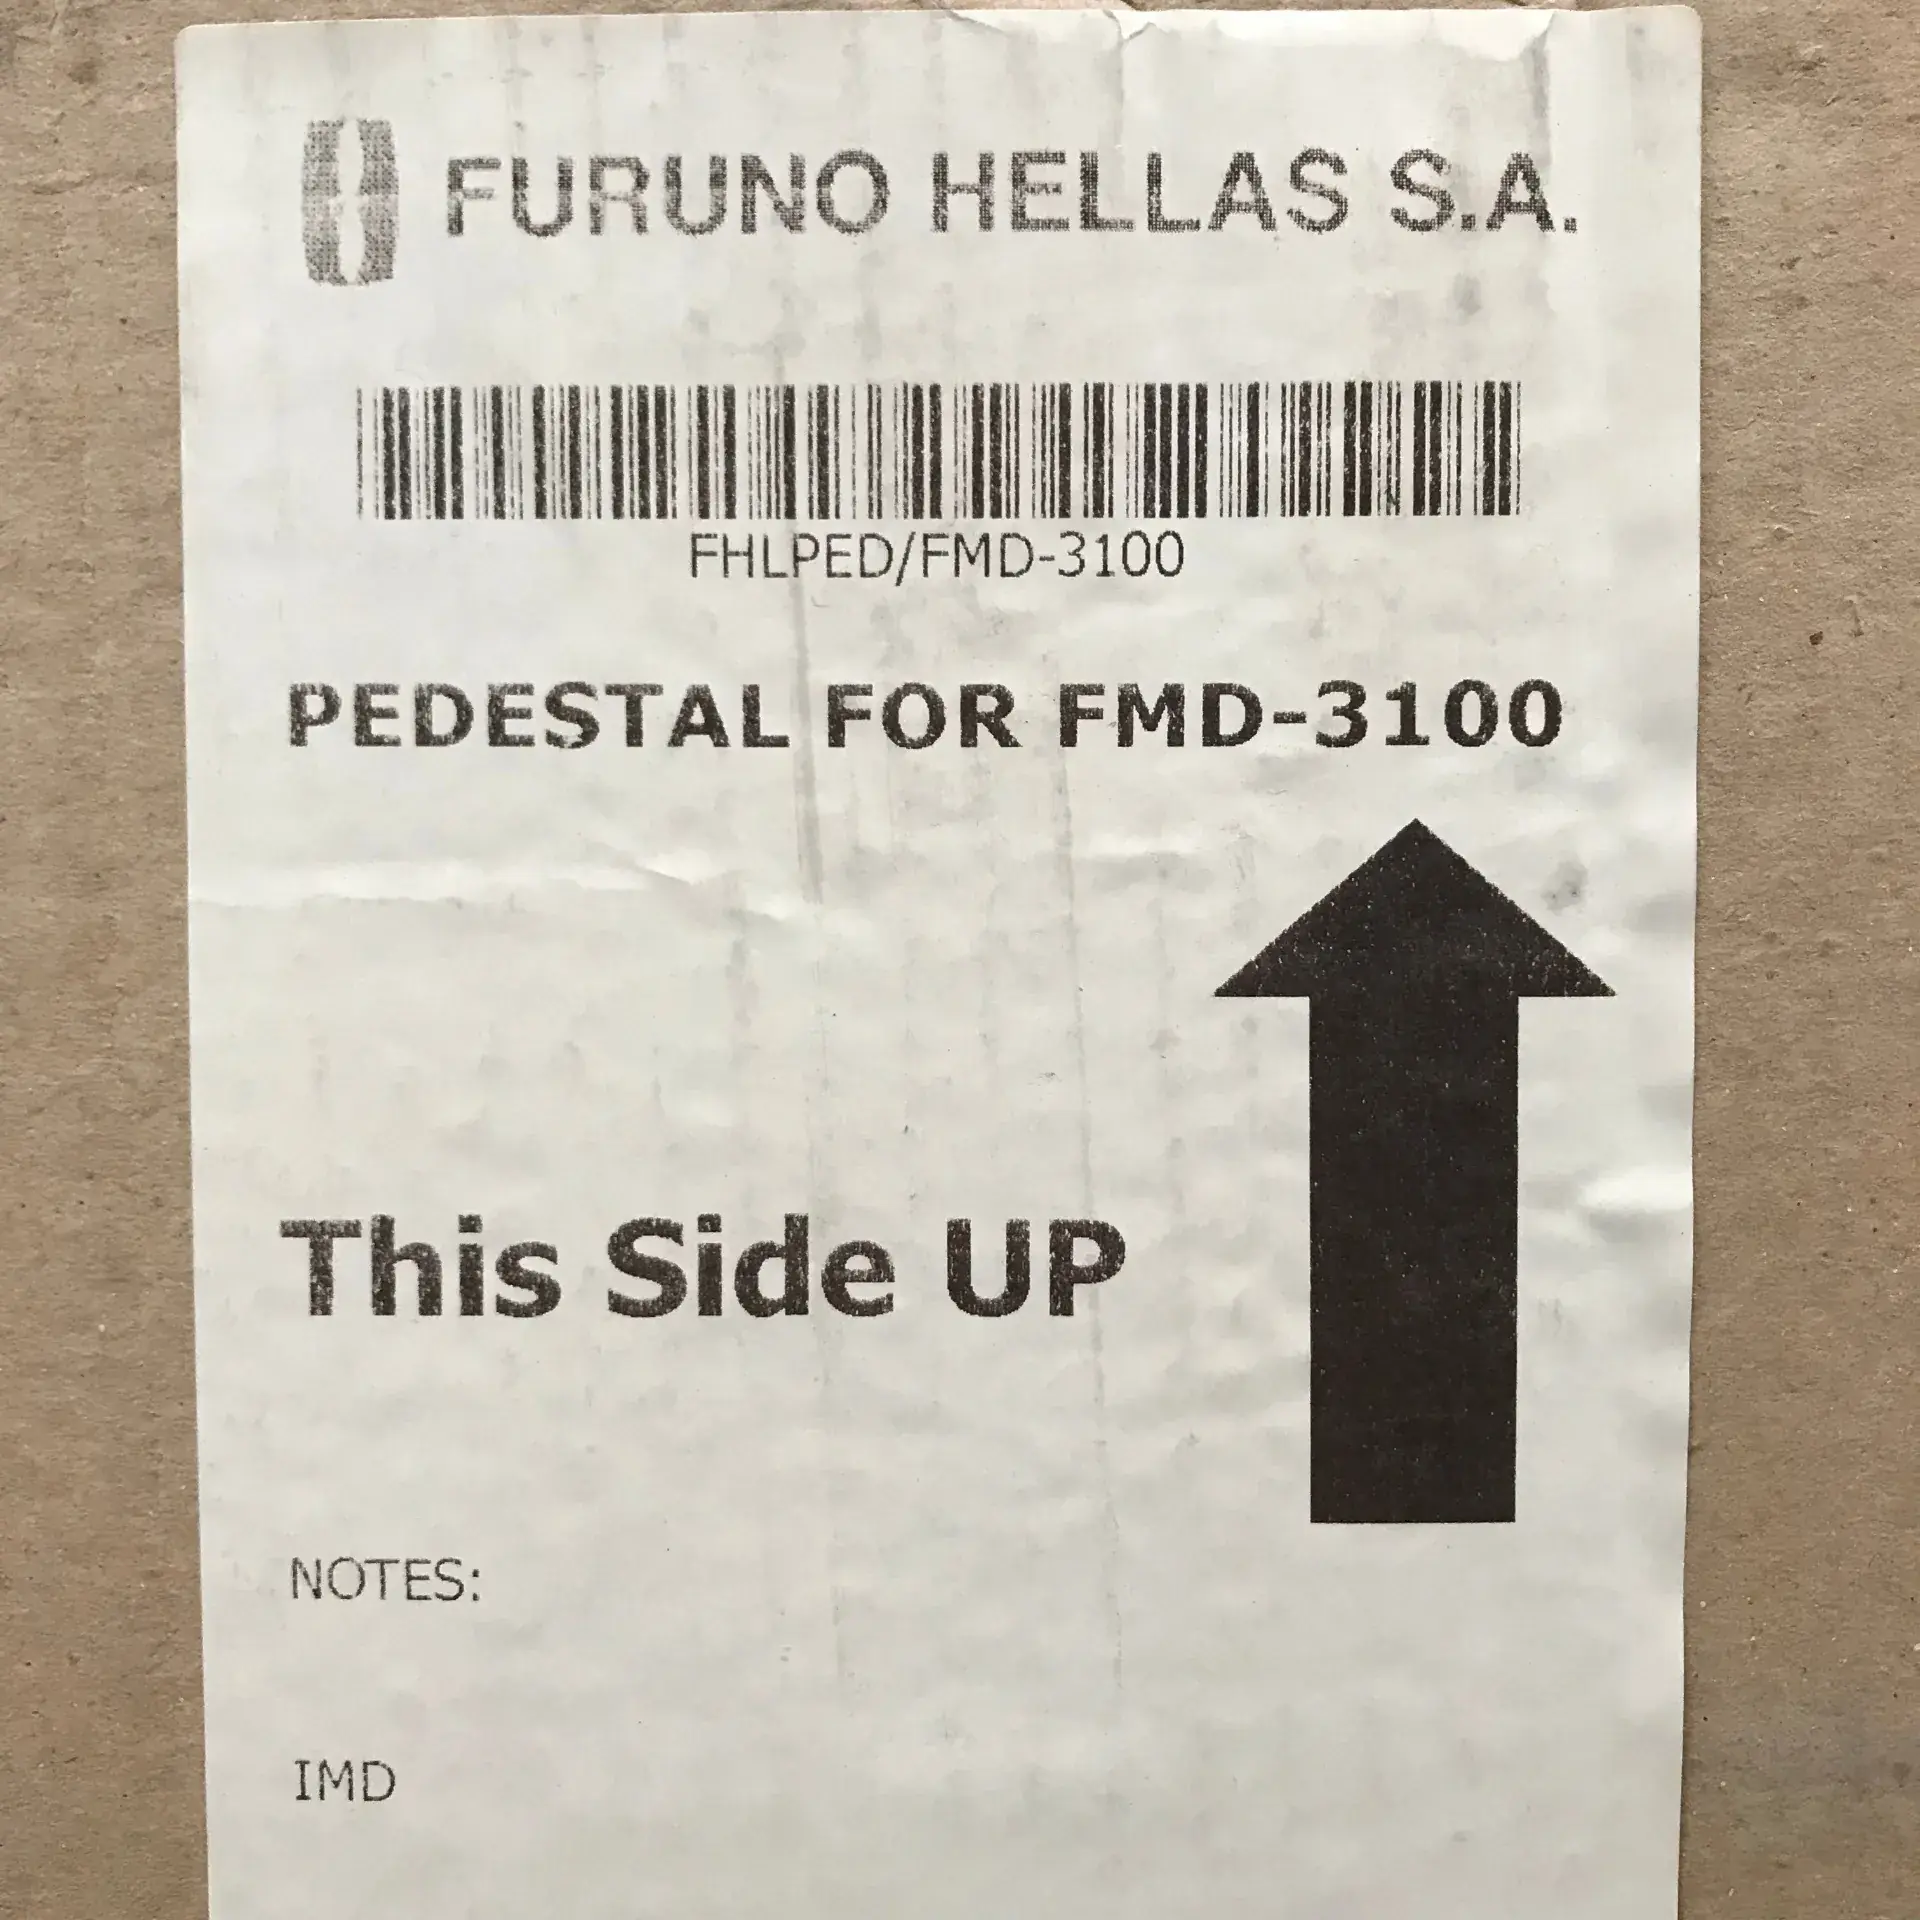 FURUNO HELLAS S.A.
FHLPED/FMD-3100
PEDESTAL FOR FMD-3100
This Side UP
NOTES:
IMD